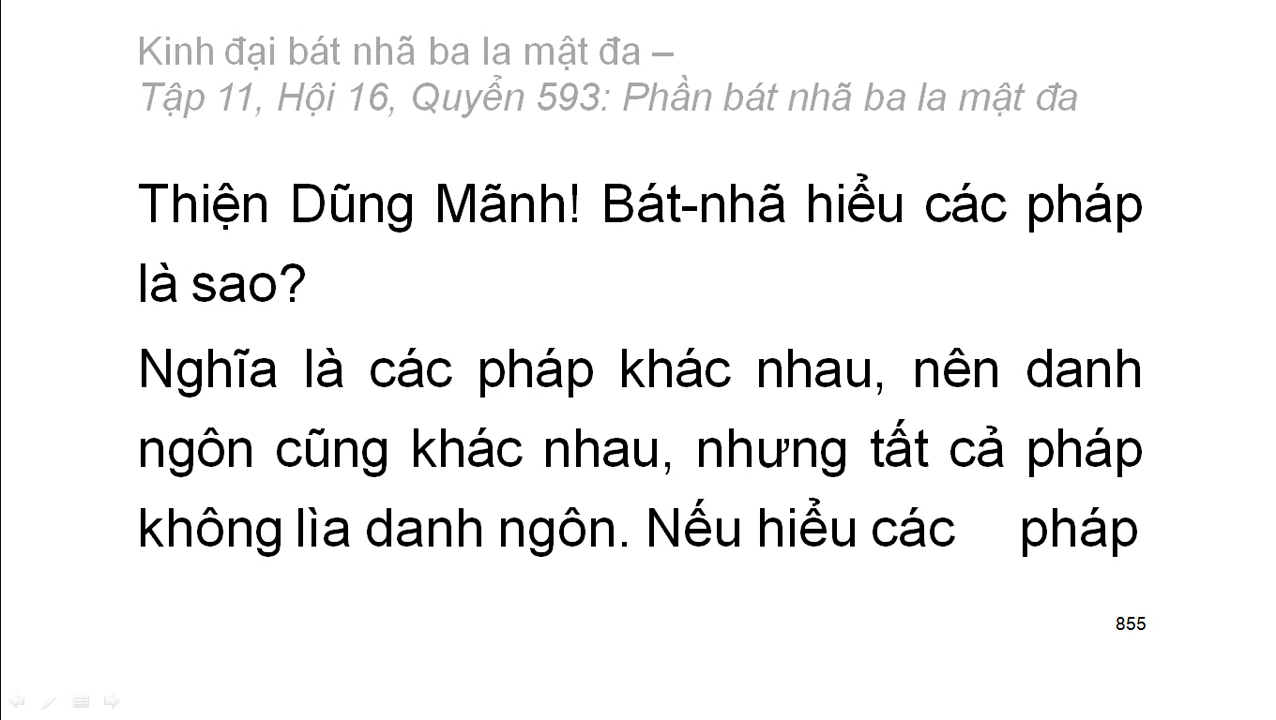 Kinh đại bát nhã ba la mật đa –
Tập 11, Hội 16, Quyển 593: Phần bát nhã ba la mật đa
Thiện Dũng Mãnh! Bát-nhã hiểu các pháp
là sao?
Nghĩa là các pháp khác nhau, nên danh
ngôn cũng khác nhau, nhưng tất cả pháp
không lìa danh ngôn. Nếu hiểu các pháp
855